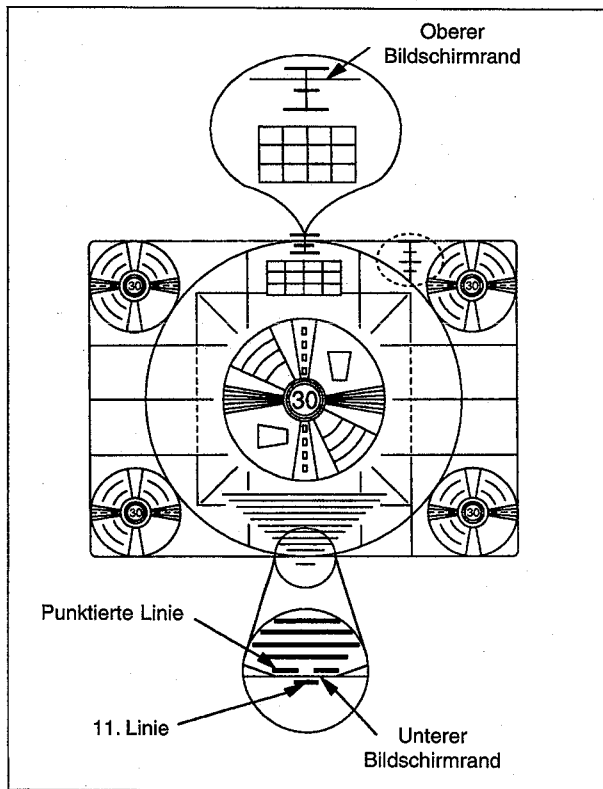 Oberer
Bildschirmrand
30
30
30
30
30
Punktierte Linie
11. Linie
Unterer
Bildschirmrand